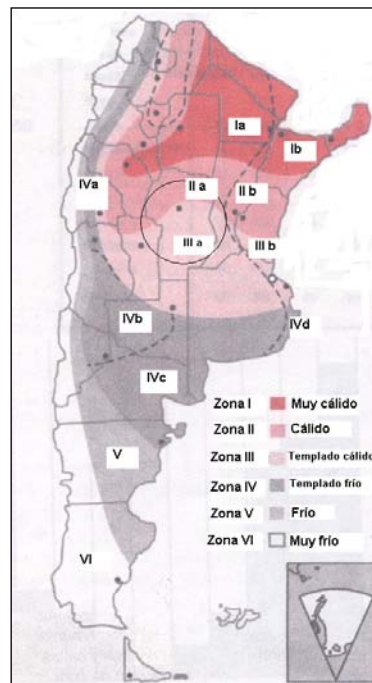 Ia
Ib
II a
IVa
II b
III a
III b
IVb
IVd
IVc
Zona I Muy cálido
Zona II Cálido
Zona III Templado cálido
Zona IV Templado frío
Zona V Frío
Zona VI Muy frío
V
VI